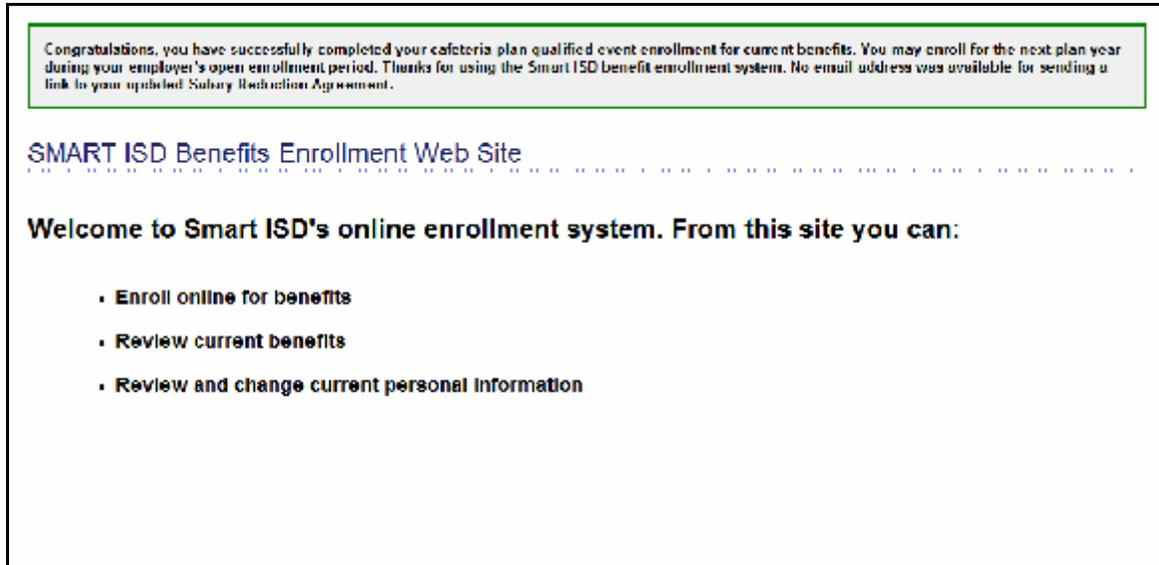 Congratulations, you have successfully completed your cafeteria plan qualified event enrollment for current benefits. You may enroll for the next plan year
during your employer's open enrollment period. Thanks for using the Smart ISD benefit enrollment system. No email address was available for sending a
link to your updated Salary Reduction Agreement.
SMART ISD Benefits Enrollment Web Site
Welcome to Smart ISD's online enrollment system. From this site you can:
• Enroll online for benefits
• Review current benefits
• Review and change current personal information